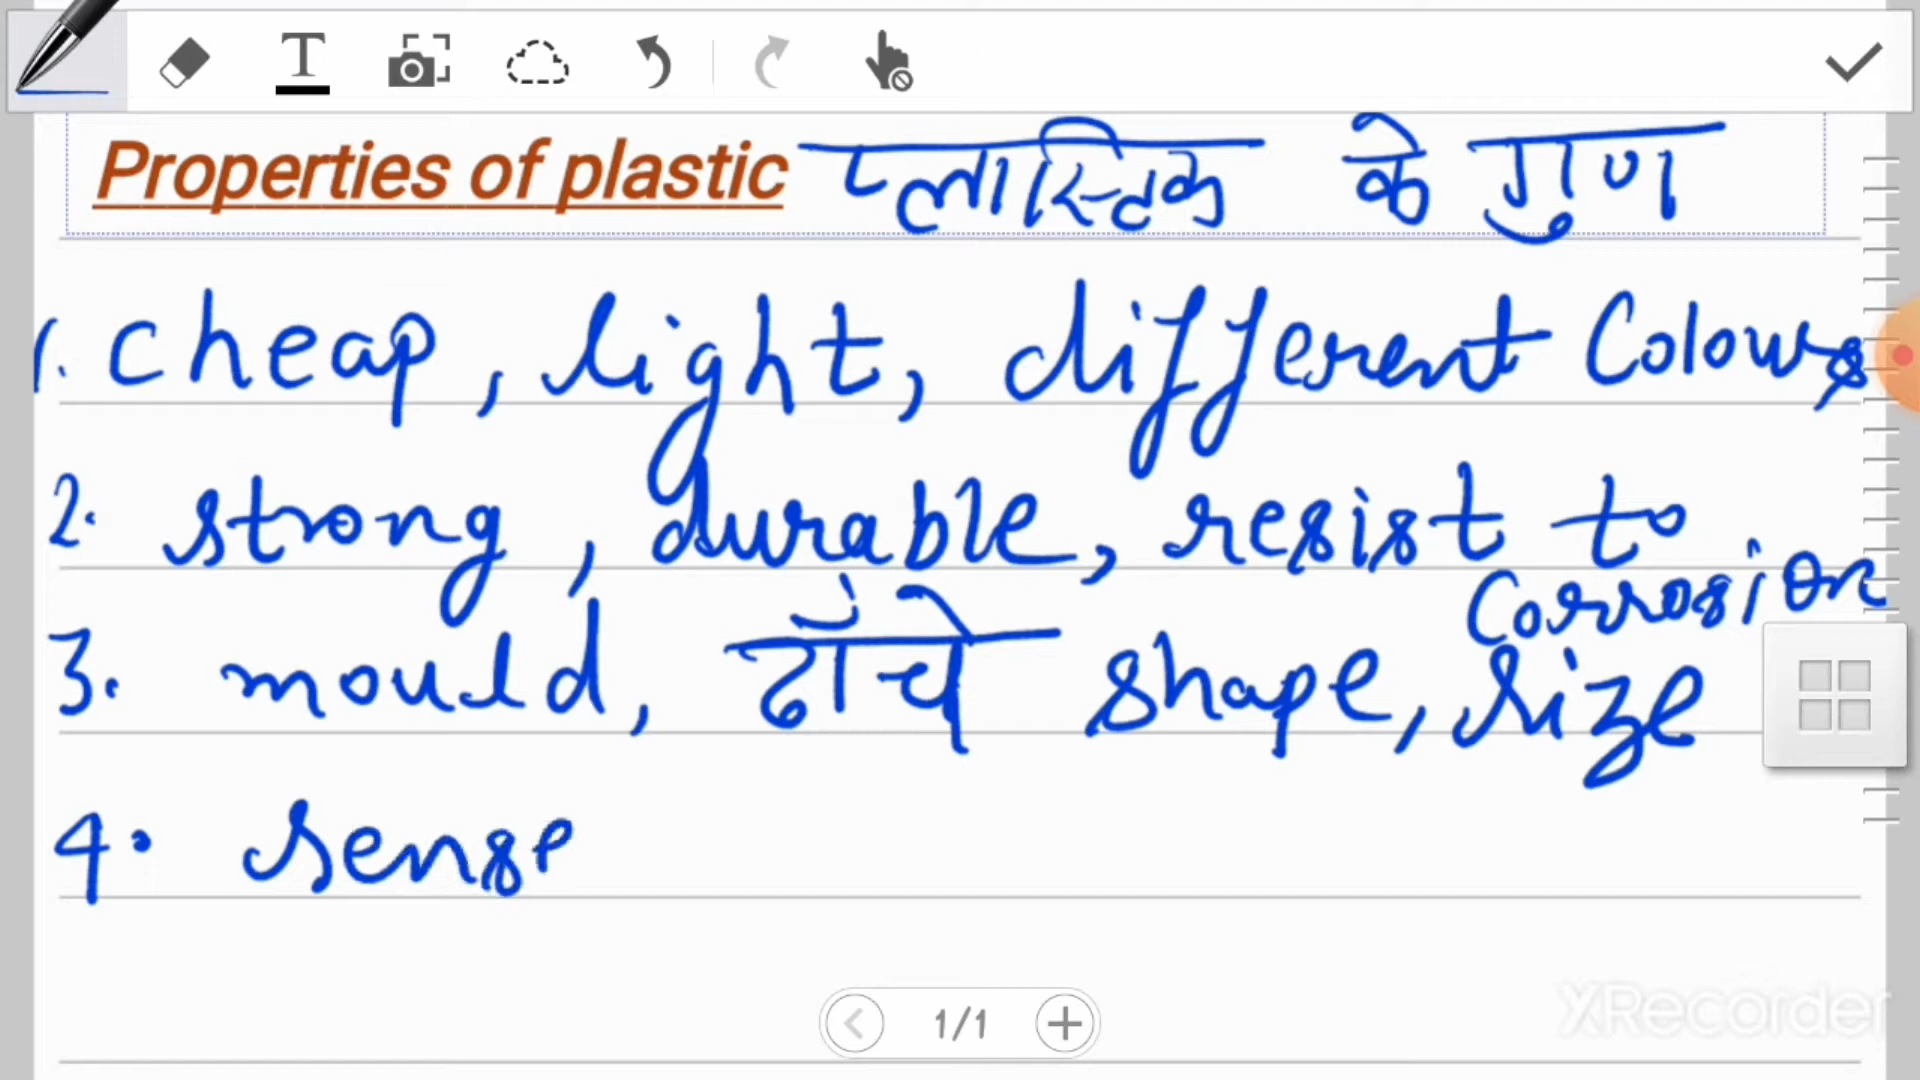 T
Properties of plastic प्लास्टिक के गुण
1. cheap, light, different Colours
2. strong, durable, resist to
corrosion
3. mould, ढाँचे shape, size
4. sense
1/1
XRecorder